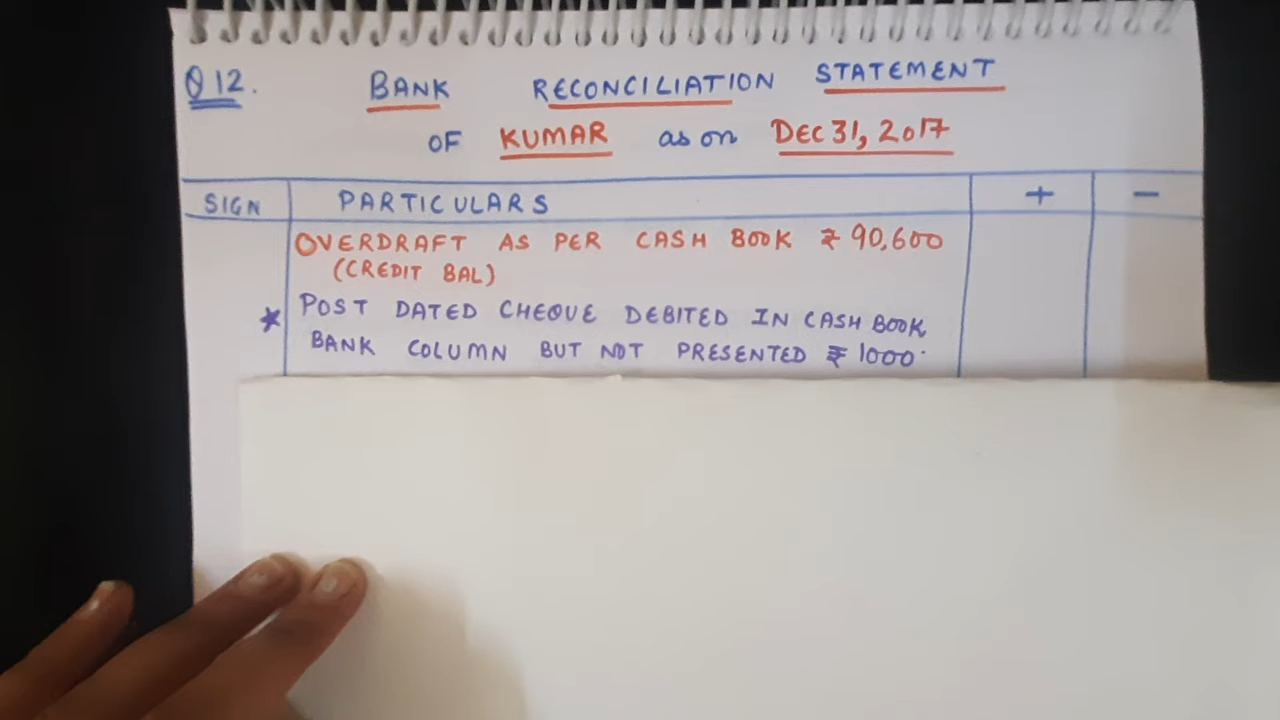 Q 12. BANK RECONCILIATION STATEMENT
OF KUMAR as on DEC 31, 2017
SIGN PARTICULARS + -
OVERDRAFT AS PER CASH BOOK ₹ 90,600
(CREDIT BAL)
* POST DATED CHEQUE DEBITED IN CASH BOOK
BANK COLUMN BUT NOT PRESENTED ₹ 1000